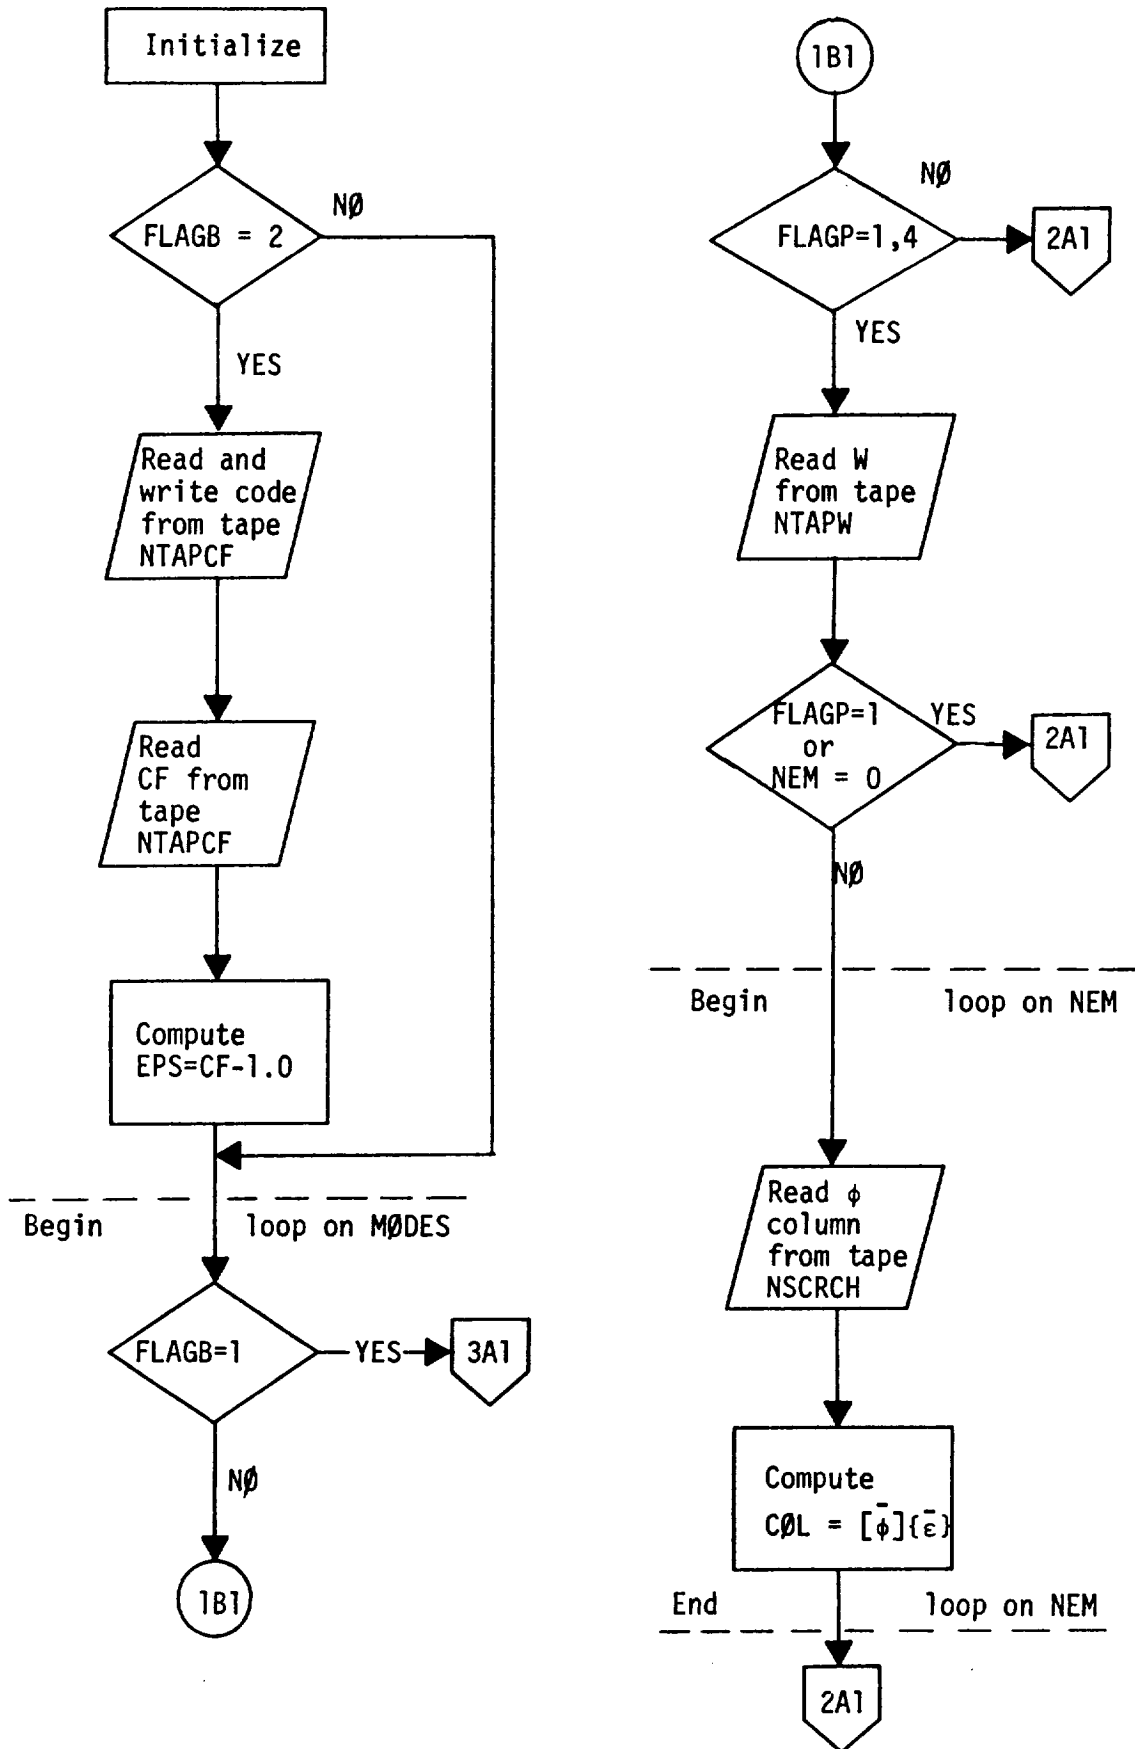 Initialize
FLAGB = 2
NØ
YES
Read and
write code
from tape
NTAPCF
Read
CF from
tape
NTAPCF
Compute
EPS=CF-1.0
Begin loop on MØDES
FLAGB=1
YES
3A1
NØ
1B1
1B1
NØ
FLAGP=1,4
2A1
YES
Read W
from tape
NTAPW
FLAGP=1
or
NEM = 0
YES
2A1
NØ
Begin loop on NEM
Read ϕ
column
from tape
NSCRCH
Compute
CØL = [ϕ̄]{ε̄}
End loop on NEM
2A1